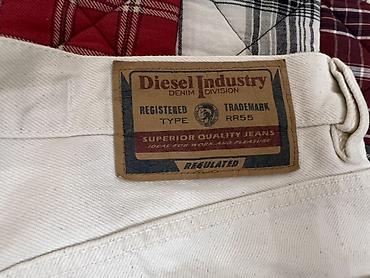 Diesel Industry
DENIM DIVISION
REGISTERED TRADEMARK
TYPE RR55
SUPERIOR QUALITY JEANS
IDEAL FOR WORK AND PLEASURE
REGULATED